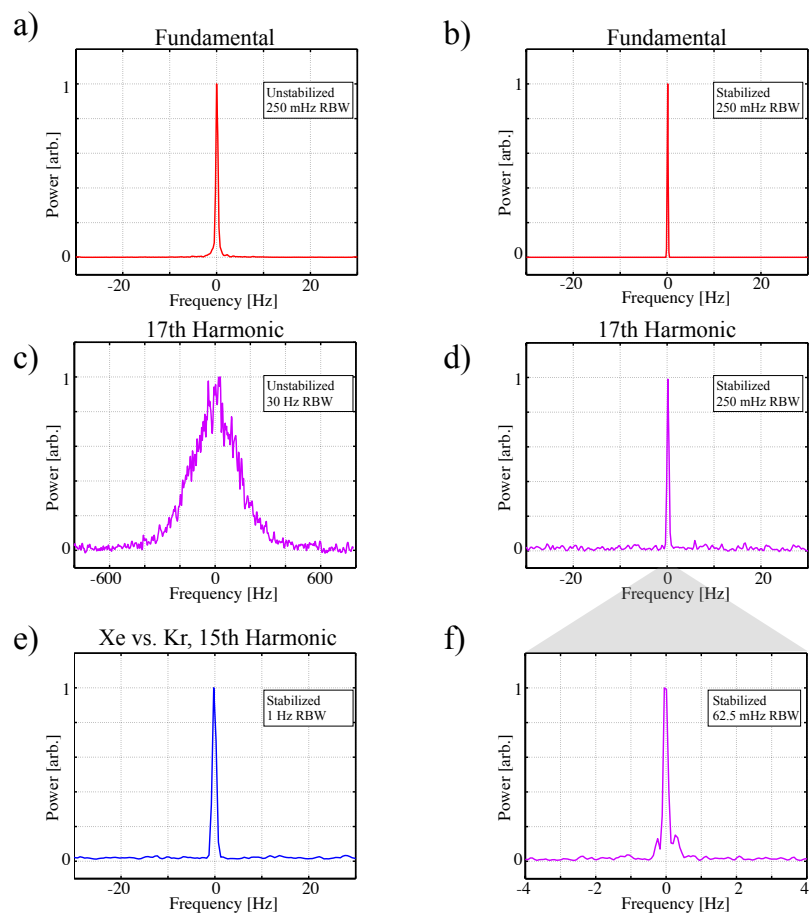 a)
Fundamental
Unstabilized
250 mHz RBW
Power [arb.]
1
0
-20
0
20
Frequency [Hz]
b)
Fundamental
Stabilized
250 mHz RBW
Power [arb.]
1
0
-20
0
20
Frequency [Hz]
c)
17th Harmonic
Unstabilized
30 Hz RBW
Power [arb.]
1
0
-600
0
600
Frequency [Hz]
d)
17th Harmonic
Stabilized
250 mHz RBW
Power [arb.]
1
0
-20
0
20
Frequency [Hz]
e)
Xe vs. Kr, 15th Harmonic
Stabilized
1 Hz RBW
Power [arb.]
1
0
-20
0
20
Frequency [Hz]
f)
Stabilized
62.5 mHz RBW
Power [arb.]
1
0
-4
-2
0
2
4
Frequency [Hz]